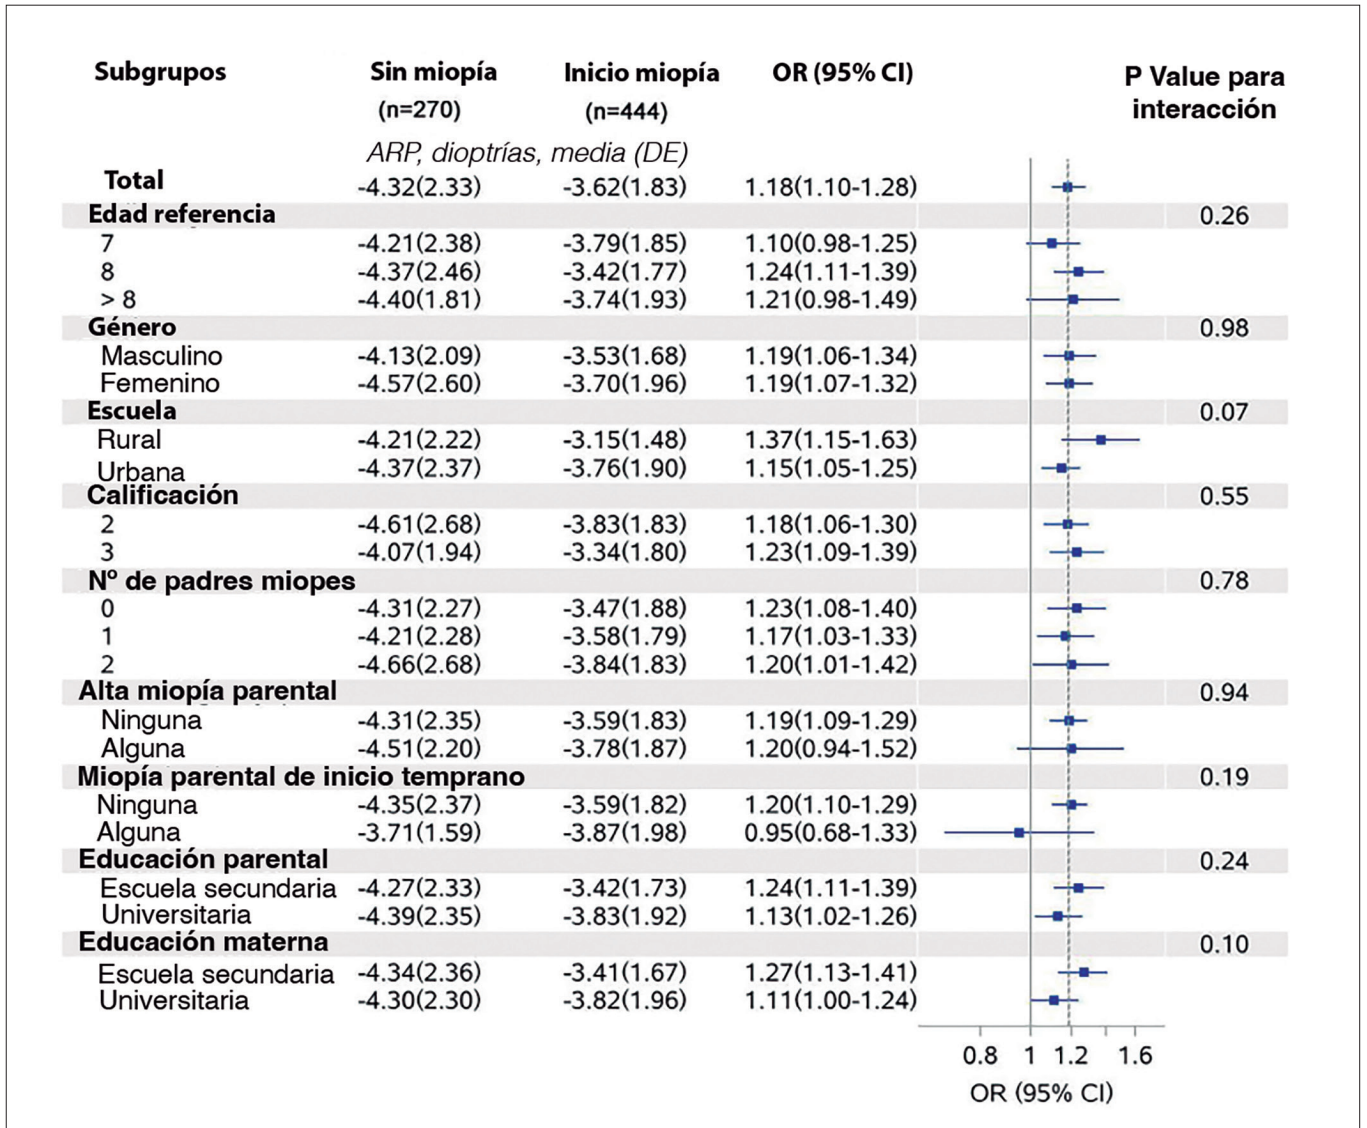 Subgrupos Sin miopía Inicio miopía OR (95% CI) P Value para
(n=270) (n=444) interacción
ARP, dioptrías, media (DE)
Total -4.32(2.33) -3.62(1.83) 1.18(1.10-1.28)
Edad referencia 0.26
7 -4.21(2.38) -3.79(1.85) 1.10(0.98-1.25)
8 -4.37(2.46) -3.42(1.77) 1.24(1.11-1.39)
> 8 -4.40(1.81) -3.74(1.93) 1.21(0.98-1.49)
Género 0.98
Masculino -4.13(2.09) -3.53(1.68) 1.19(1.06-1.34)
Femenino -4.57(2.60) -3.70(1.96) 1.19(1.07-1.32)
Escuela 0.07
Rural -4.21(2.22) -3.15(1.48) 1.37(1.15-1.63)
Urbana -4.37(2.37) -3.76(1.90) 1.15(1.05-1.25)
Calificación 0.55
2 -4.61(2.68) -3.83(1.83) 1.18(1.06-1.30)
3 -4.07(1.94) -3.34(1.80) 1.23(1.09-1.39)
Nº de padres miopes 0.78
0 -4.31(2.27) -3.47(1.88) 1.23(1.08-1.40)
1 -4.21(2.28) -3.58(1.79) 1.17(1.03-1.33)
2 -4.66(2.68) -3.84(1.83) 1.20(1.01-1.42)
Alta miopía parental 0.94
Ninguna -4.31(2.35) -3.59(1.83) 1.19(1.09-1.29)
Alguna -4.51(2.20) -3.78(1.87) 1.20(0.94-1.52)
Miopía parental de inicio temprano 0.19
Ninguna -4.35(2.37) -3.59(1.82) 1.20(1.10-1.29)
Alguna -3.71(1.59) -3.87(1.98) 0.95(0.68-1.33)
Educación parental 0.24
Escuela secundaria -4.27(2.33) -3.42(1.73) 1.24(1.11-1.39)
Universitaria -4.39(2.35) -3.83(1.92) 1.13(1.02-1.26)
Educación materna 0.10
Escuela secundaria -4.34(2.36) -3.41(1.67) 1.27(1.13-1.41)
Universitaria -4.30(2.30) -3.82(1.96) 1.11(1.00-1.24)
0.8 1 1.2 1.6
OR (95% CI)